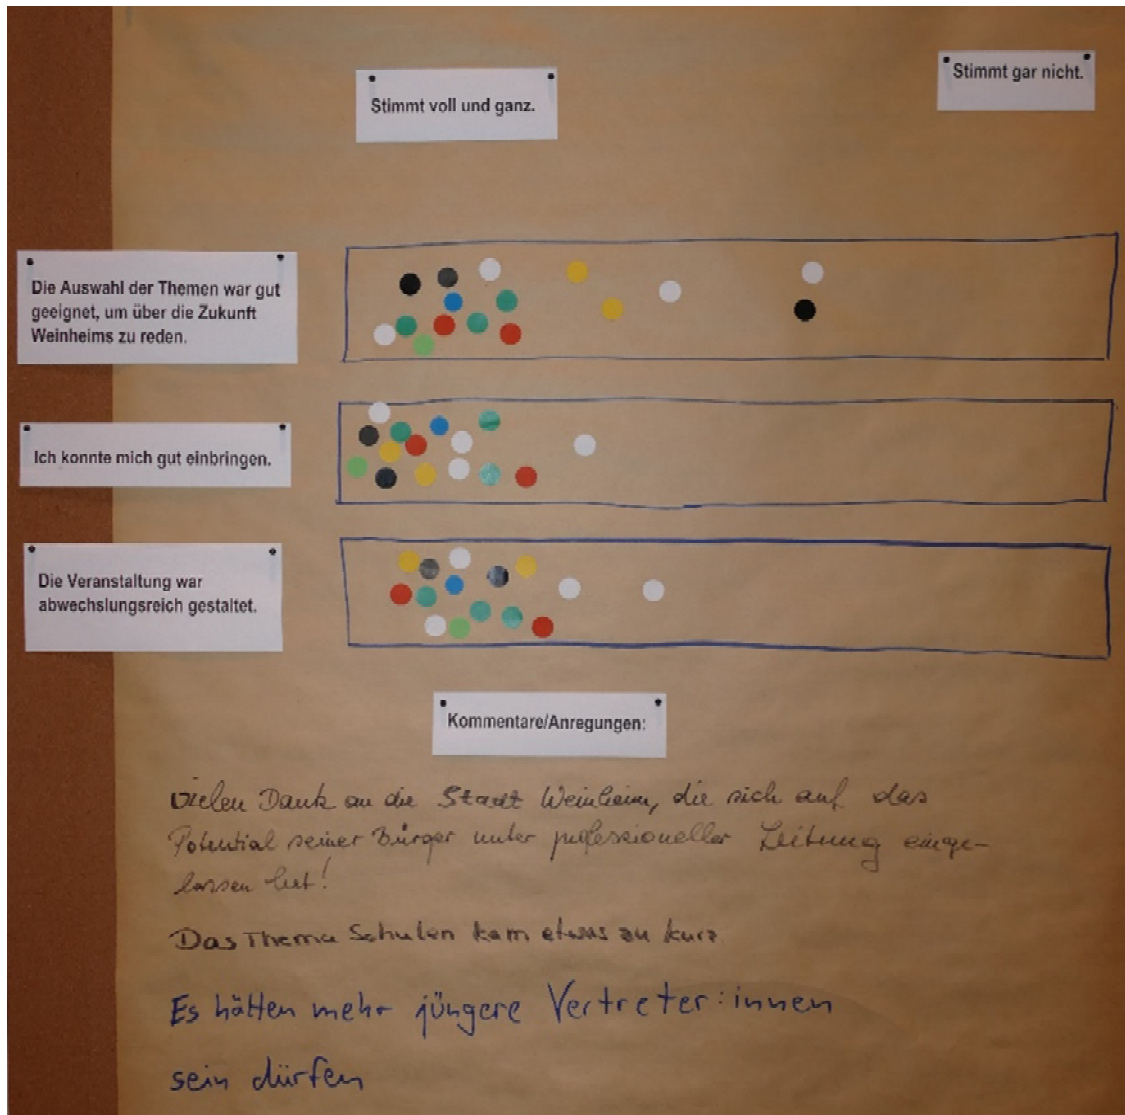 Stimmt voll und ganz.
Stimmt gar nicht.
Die Auswahl der Themen war gut
geeignet, um über die Zukunft
Weinheims zu reden.
Ich konnte mich gut einbringen.
Die Veranstaltung war
abwechslungsreich gestaltet.
Kommentare/Anregungen:
Vielen Dank an die Stadt Weinheim, die sich auf das
Potential seiner Bürger unter professioneller Leitung einge-
lassen hat!
Das Thema Schulen kam etwas zu kurz
Es hätten mehr jüngere Vertreter:innen
sein dürfen